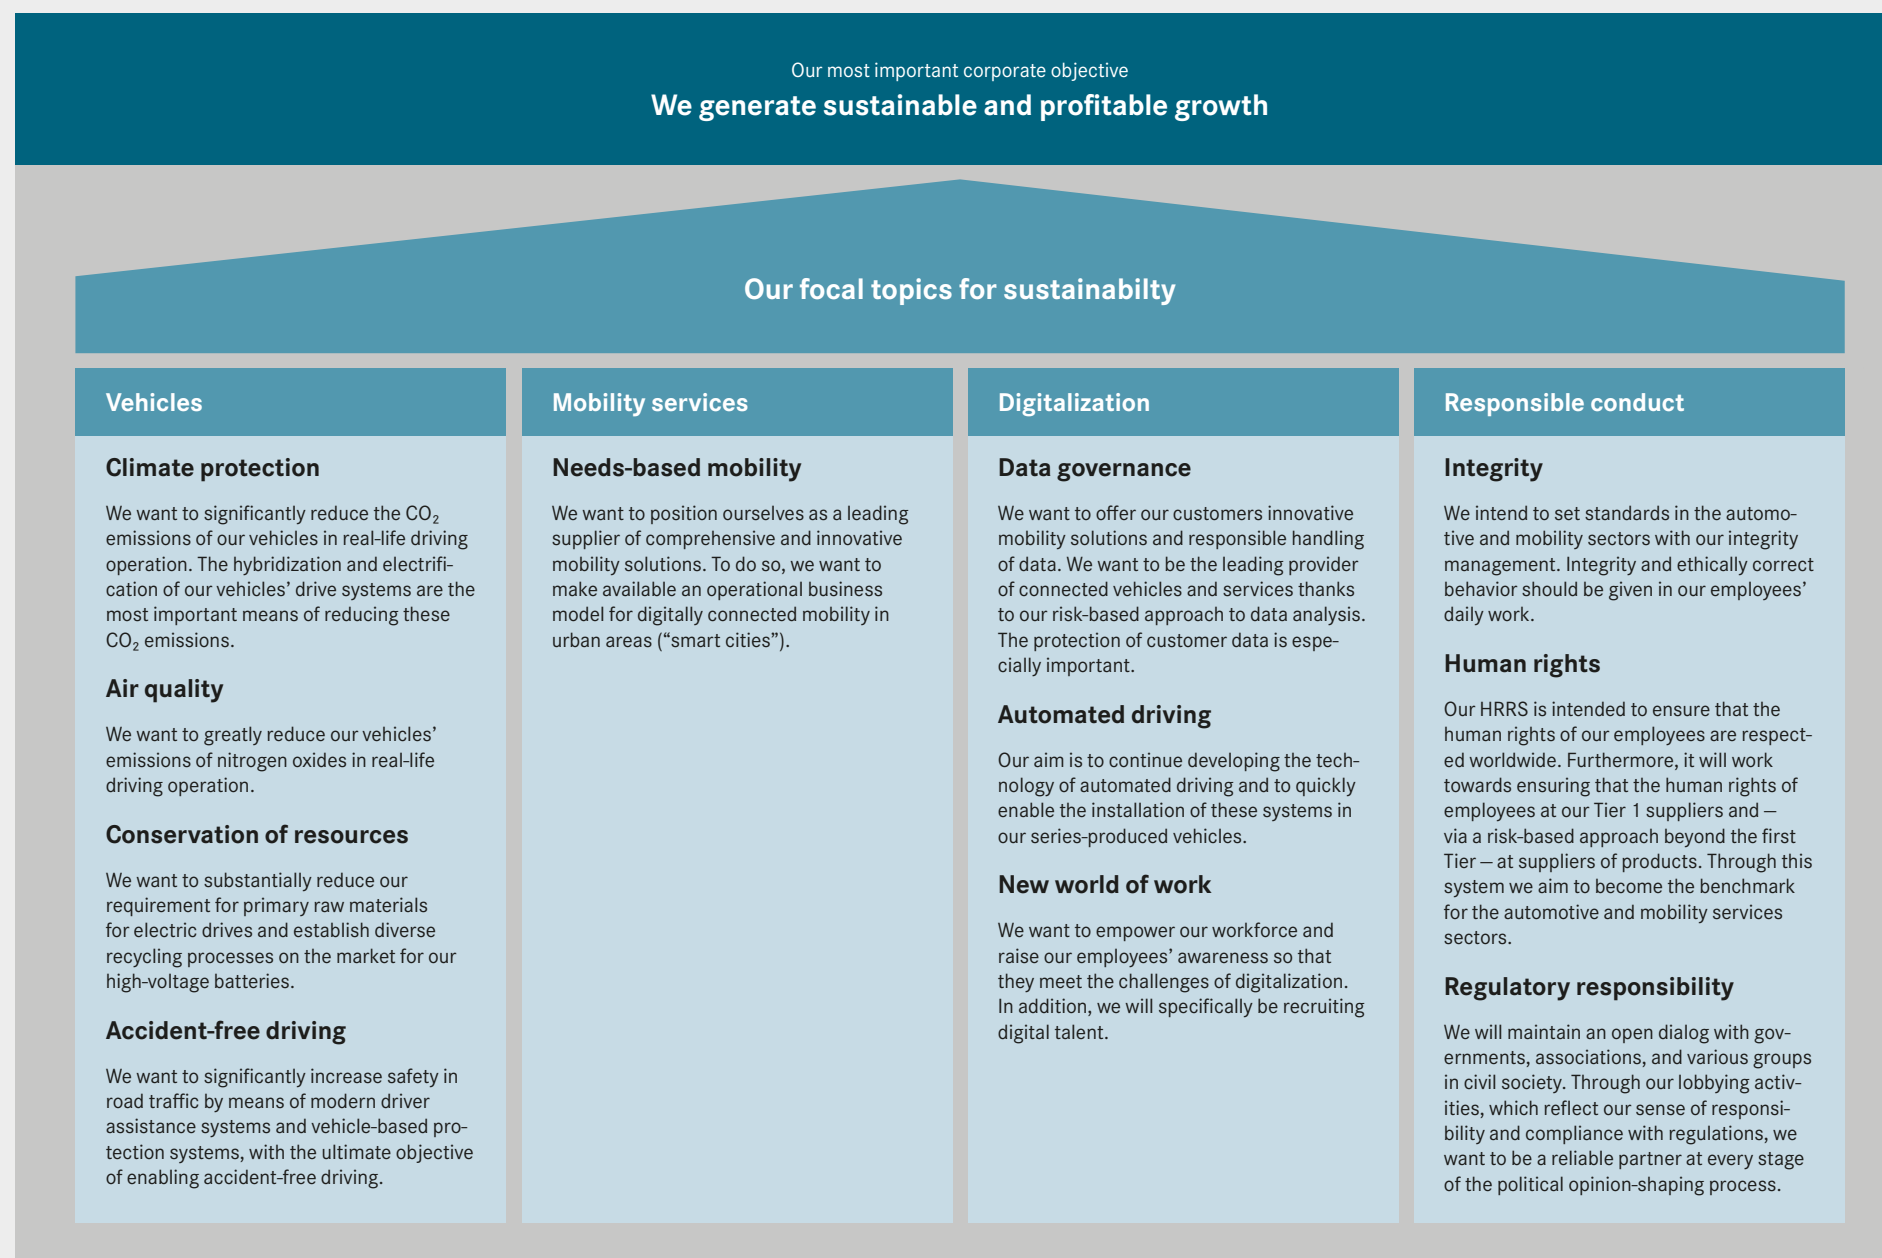 Our most important corporate objective
We generate sustainable and profitable growth
Our focal topics for sustainabilty
Vehicles
Climate protection
We want to significantly reduce the CO₂
emissions of our vehicles in real-life driving
operation. The hybridization and electrifi-
cation of our vehicles’ drive systems are the
most important means of reducing these
CO₂ emissions.
Air quality
We want to greatly reduce our vehicles’
emissions of nitrogen oxides in real-life
driving operation.
Conservation of resources
We want to substantially reduce our
requirement for primary raw materials
for electric drives and establish diverse
recycling processes on the market for our
high-voltage batteries.
Accident-free driving
We want to significantly increase safety in
road traffic by means of modern driver
assistance systems and vehicle-based pro-
tection systems, with the ultimate objective
of enabling accident-free driving.
Mobility services
Needs-based mobility
We want to position ourselves as a leading
supplier of comprehensive and innovative
mobility solutions. To do so, we want to
make available an operational business
model for digitally connected mobility in
urban areas (“smart cities”).
Digitalization
Data governance
We want to offer our customers innovative
mobility solutions and responsible handling
of data. We want to be the leading provider
of connected vehicles and services thanks
to our risk-based approach to data analysis.
The protection of customer data is espe-
cially important.
Automated driving
Our aim is to continue developing the tech-
nology of automated driving and to quickly
enable the installation of these systems in
our series-produced vehicles.
New world of work
We want to empower our workforce and
raise our employees’ awareness so that
they meet the challenges of digitalization.
In addition, we will specifically be recruiting
digital talent.
Responsible conduct
Integrity
We intend to set standards in the automo-
tive and mobility sectors with our integrity
management. Integrity and ethically correct
behavior should be given in our employees’
daily work.
Human rights
Our HRRS is intended to ensure that the
human rights of our employees are respect-
ed worldwide. Furthermore, it will work
towards ensuring that the human rights of
employees at our Tier 1 suppliers and —
via a risk-based approach beyond the first
Tier — at suppliers of products. Through this
system we aim to become the benchmark
for the automotive and mobility services
sectors.
Regulatory responsibility
We will maintain an open dialog with gov-
ernments, associations, and various groups
in civil society. Through our lobbying activ-
ities, which reflect our sense of responsi-
bility and compliance with regulations, we
want to be a reliable partner at every stage
of the political opinion-shaping process.